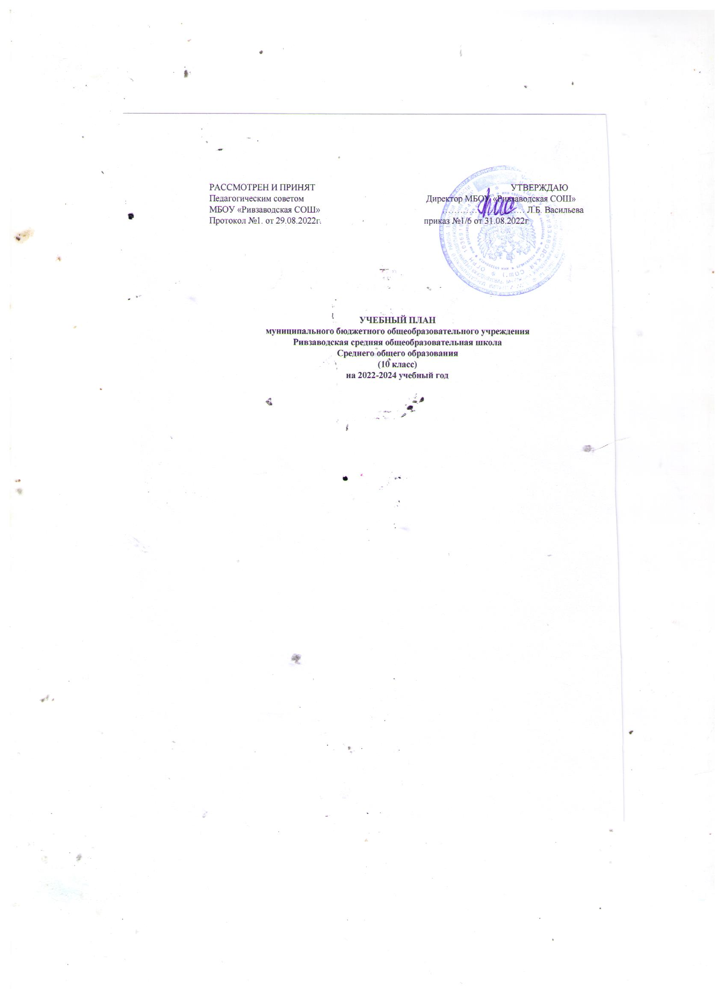 РАССМОТРЕН И ПРИНЯТ
Педагогическим советом
МБОУ «Ривзаводская СОШ»
Протокол №1. от 29.08.2022г.
УТВЕРЖДАЮ
Директор МБОУ «Ривзаводская СОШ»
Л.Б. Васильева
приказ №1/6 от 31.08.2022г
УЧЕБНЫЙ ПЛАН
муниципального бюджетного общеобразовательного учреждения
Ривзаводская средняя общеобразовательная школа
Среднего общего образования
(10 класс)
на 2022-2024 учебный год